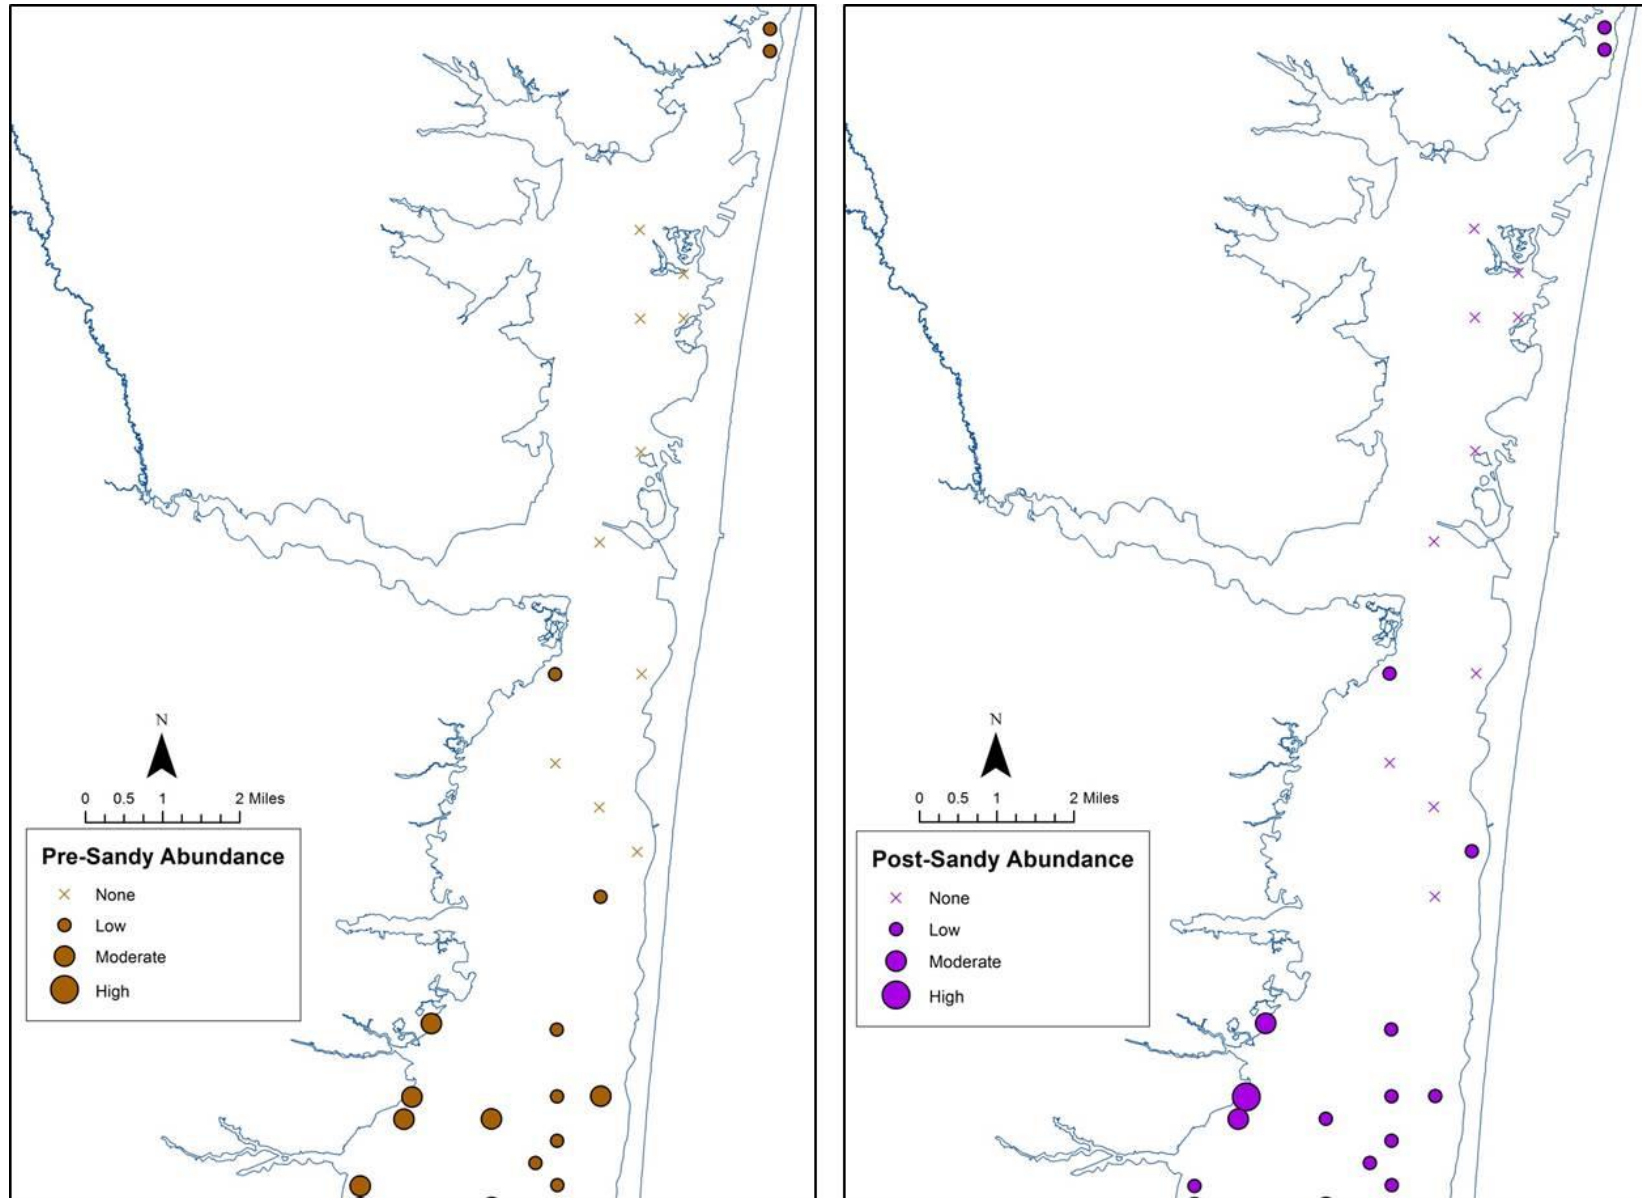 N
0 0.5 1 2 Miles
Pre-Sandy Abundance
None
Low
Moderate
High
N
0 0.5 1 2 Miles
Post-Sandy Abundance
None
Low
Moderate
High